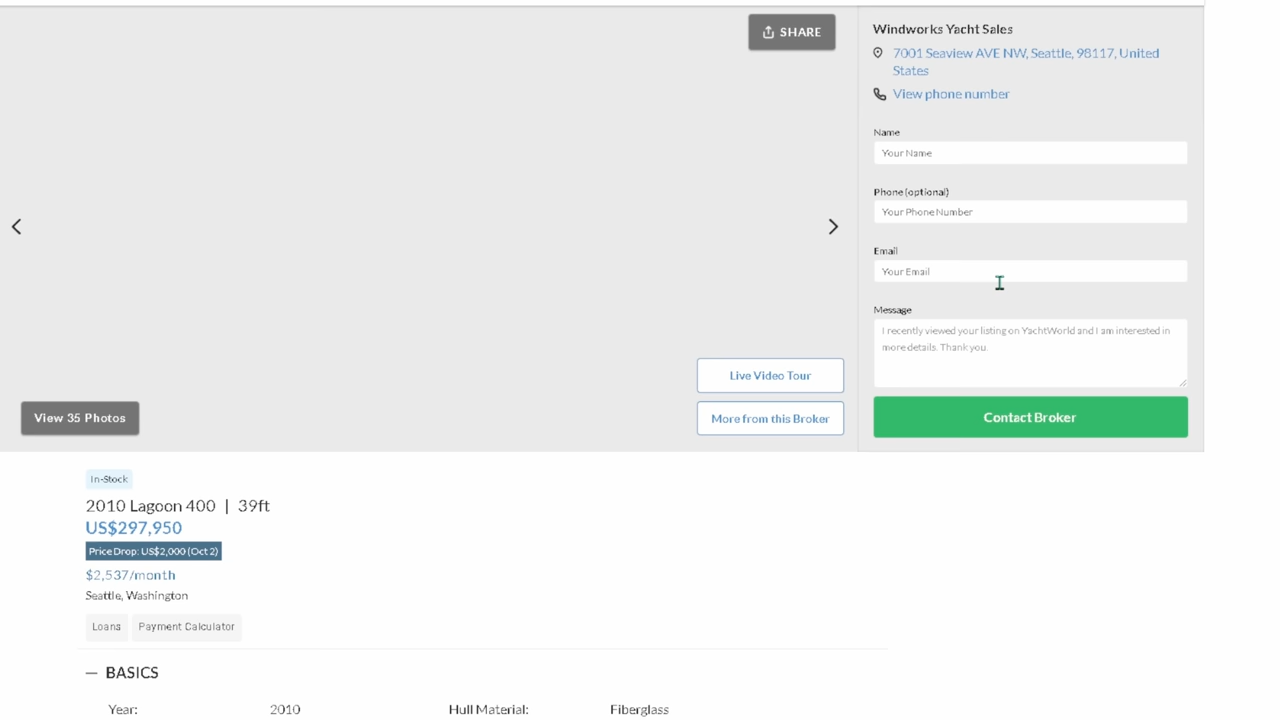 SHARE
Windworks Yacht Sales
7001 Seaview AVE NW, Seattle, 98117, United
States
View phone number
Name
Your Name
Phone (optional)
Your Phone Number
Email
Your Email
Message
I recently viewed your listing on YachtWorld and I am interested in
more details. Thank you.
Live Video Tour
View 35 Photos
More from this Broker
Contact Broker
In-Stock
2010 Lagoon 400 | 39ft
US$297,950
Price Drop: US$2,000 (Oct 2)
$2,537/month
Seattle, Washington
Loans Payment Calculator
— BASICS
Year: 2010 Hull Material: Fiberglass